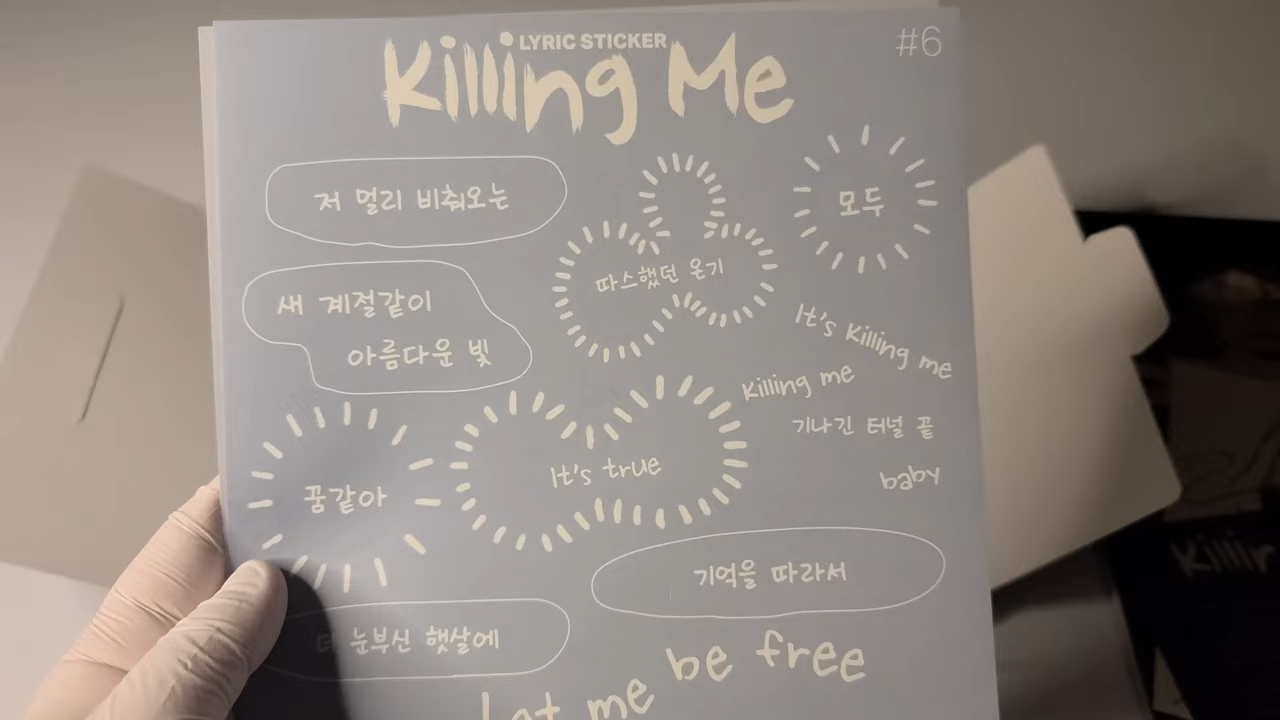 LYRIC STICKER
Killing Me
#6
저 멀리 비춰오는
모두
따스했던 온기
새 계절같이
아름다운 빛
It's Killing me
Killing me
기나긴 터널 끝
baby
It's true
꿈같아
기억을 따라서
더 눈부신 햇살에
be free
Let me
Killin